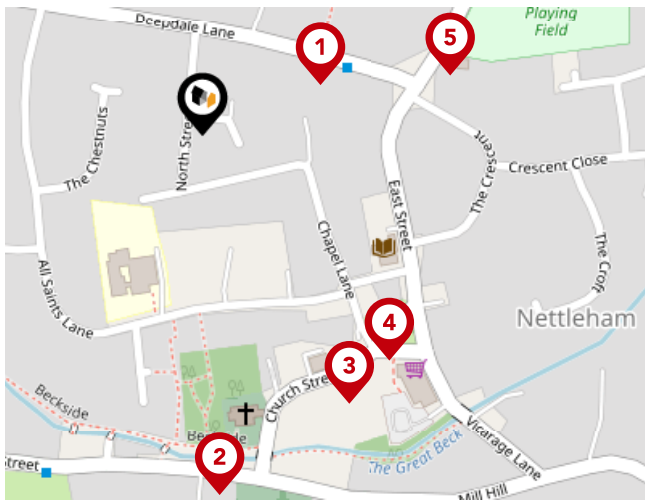 Deepdale Lane
Playing
Field
1
5
The Chestnuts
North Stree
The Crescent
Crescent Close
East Street
Chapel Lane
The Croft
All Saints Lane
Nettleham
4
3
Church Stre
Beckside
Beckside
Vicarage Lane
The Great Beck
2
Street
Mill Hill